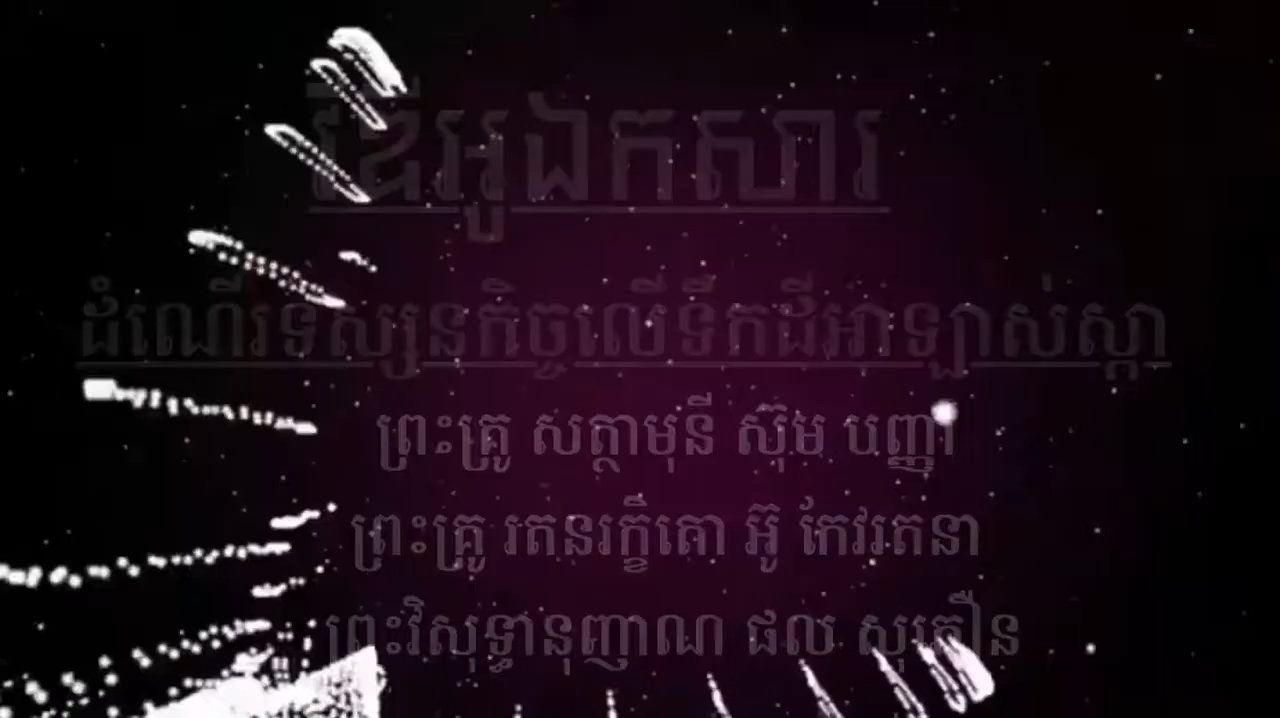 ឌីអូឯកសារ
ដំណើរទស្សនកិច្ចលើទឹកដីអាឡាស់ស្កា
ព្រះគ្រូ សត្ថាមុនី ស៊ុម បញ្ញា
ព្រះគ្រូ រតនរក្ខិតោ អ៊ូ កែវរតនា
ព្រះវិសុទ្ធានុញាណ ផល សុគឿន